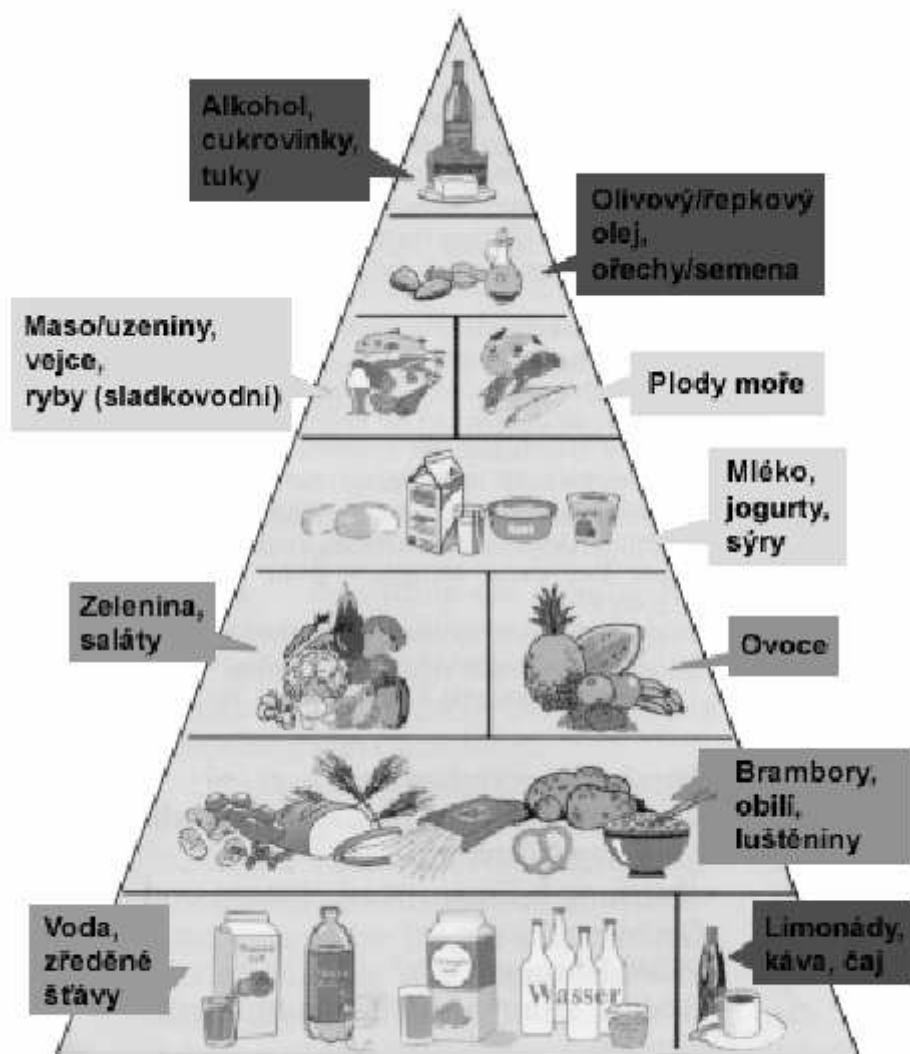 Alkohol,
cukrovinky,
tuky
Olivový/řepkový
olej,
ořechy/semena
Maso/uzeniny,
vejce,
ryby (sladkovodní)
Plody moře
Mléko,
jogurty,
sýry
Zelenina,
saláty
Ovoce
Brambory,
obilí,
luštěniny
Voda,
zředěné
šťávy
Wasser
Limonády,
káva, čaj